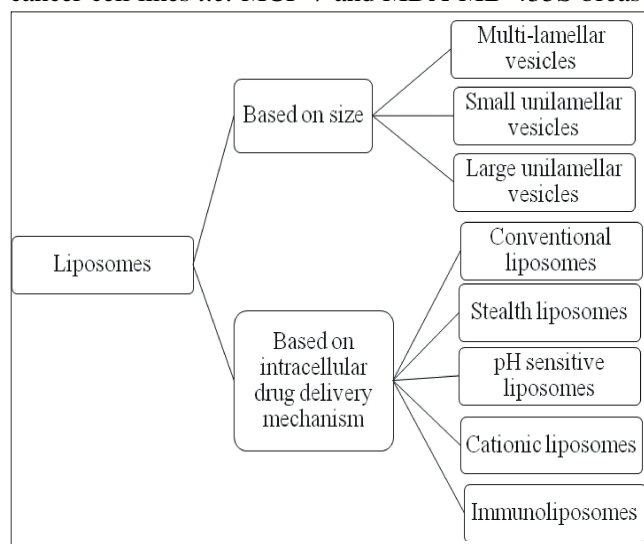 Multi-lamellar
vesicles
Based on size
Small unilamellar
vesicles
Large unilamellar
vesicles
Liposomes
Conventional
liposomes
Stealth liposomes
Based on
intracellular
drug delivery
mechanism
pH sensitive
liposomes
Cationic liposomes
Immunoliposomes